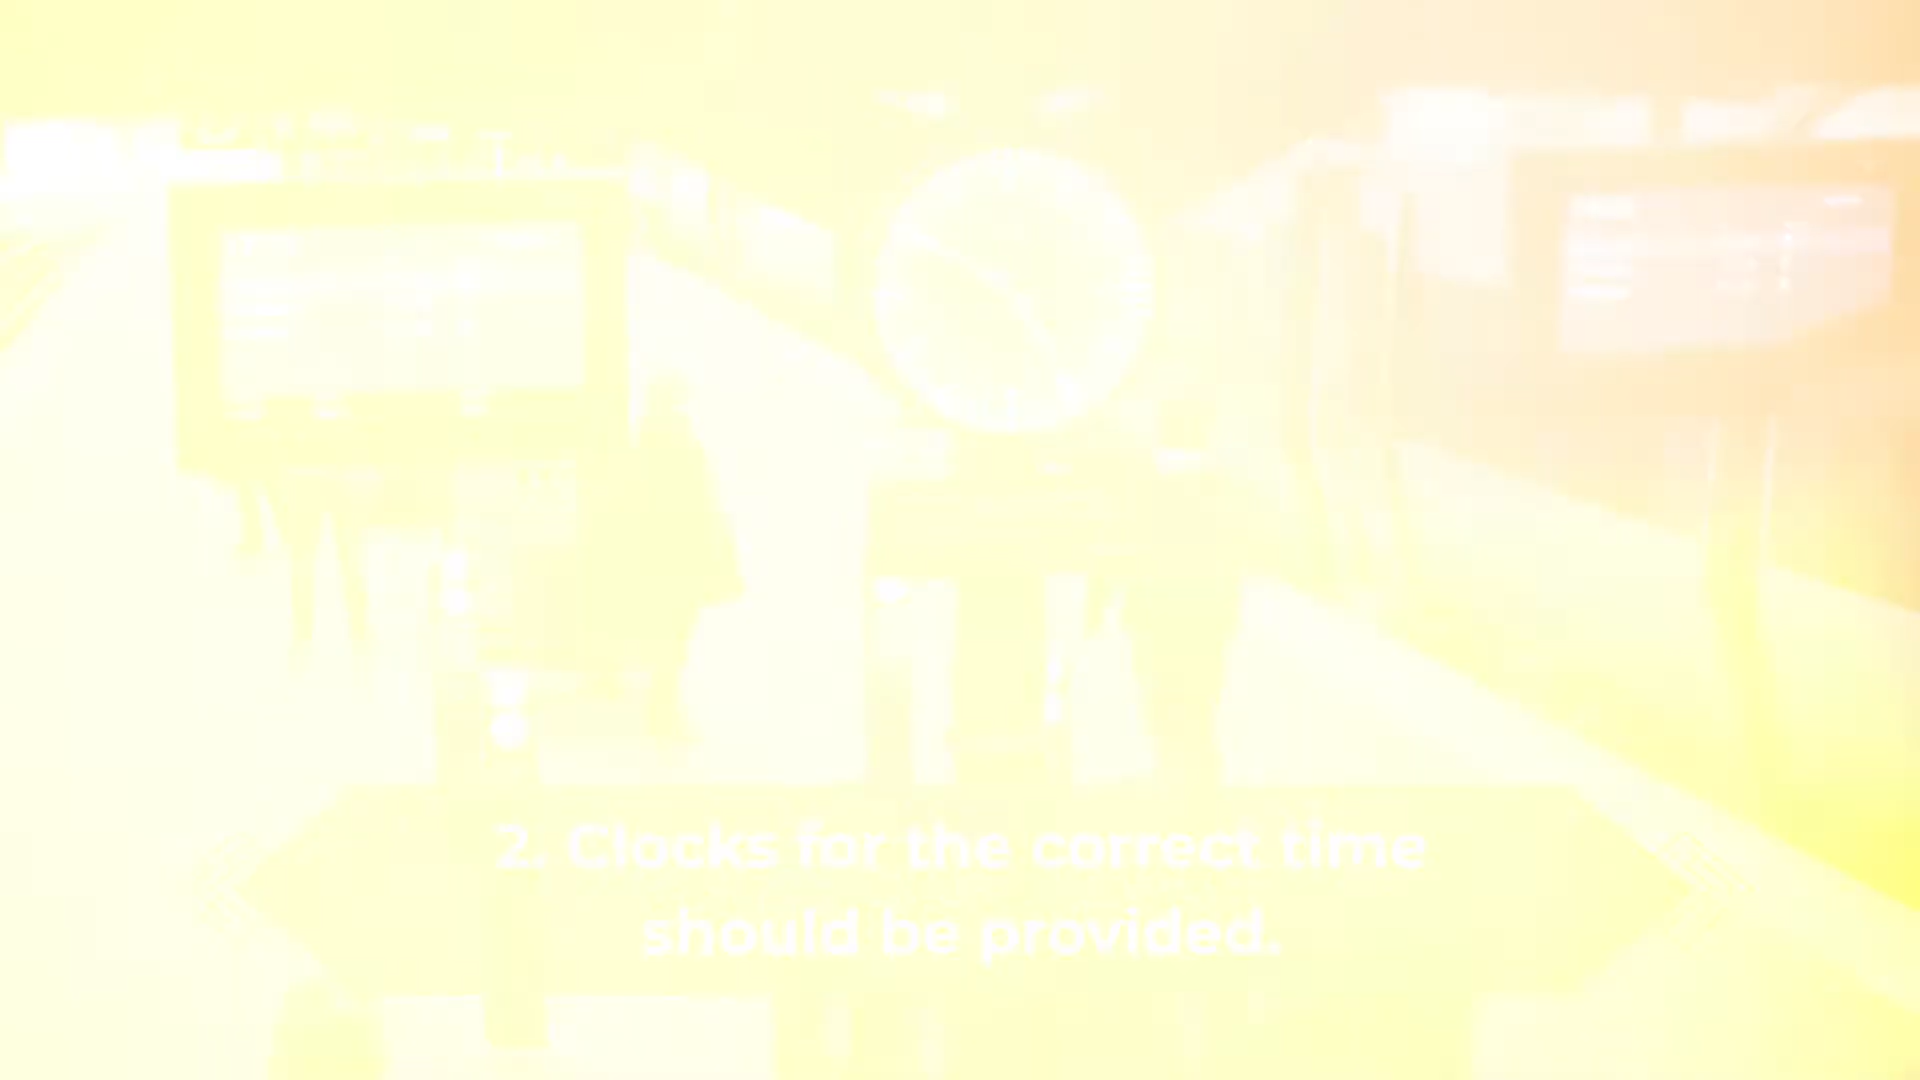 2. Clocks for the correct time
should be provided.